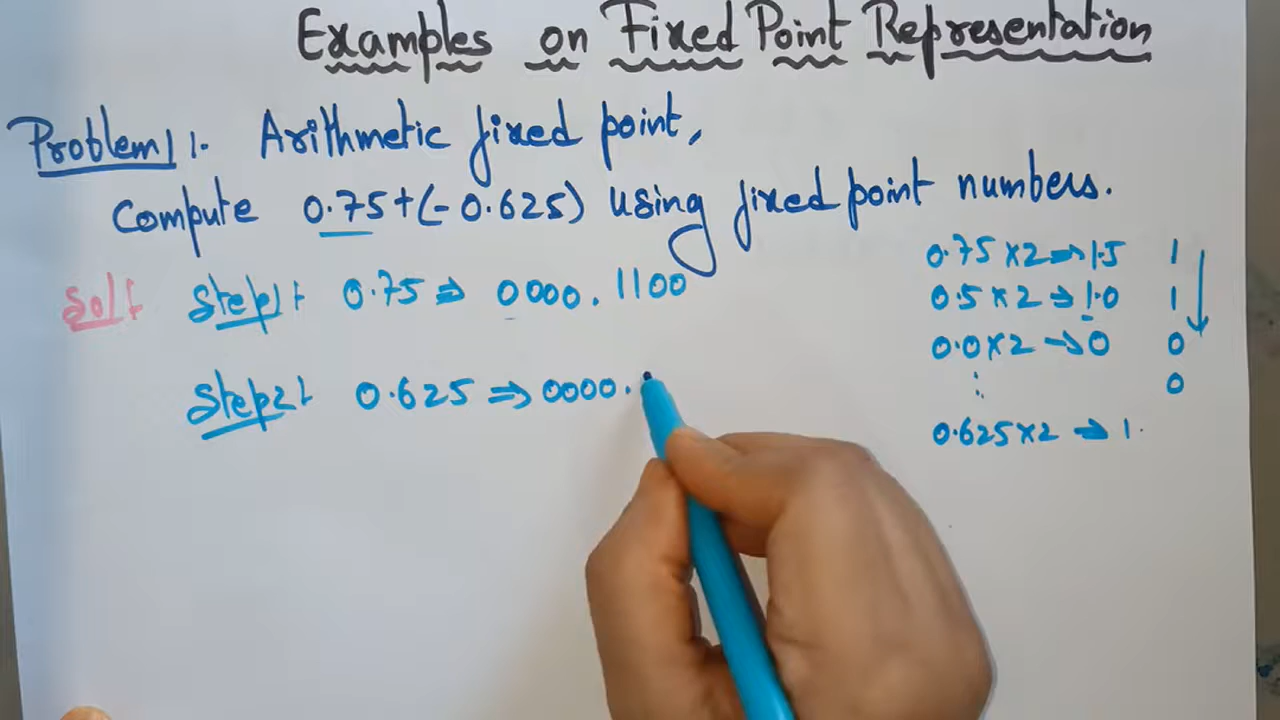 Examples on Fixed Point Representation
Problem 1. Arithmetic fixed point,
Compute 0.75+(-0.625) using fixed point numbers.
Sol:
Step1: 0.75 ⇒ 0000.1100
Step2: 0.625 ⇒ 0000.
0.75×2 → 1.5 1
0.5×2 → 1.0 1
0.0×2 → 0 0
⋮ 0
0.625×2 → 1.